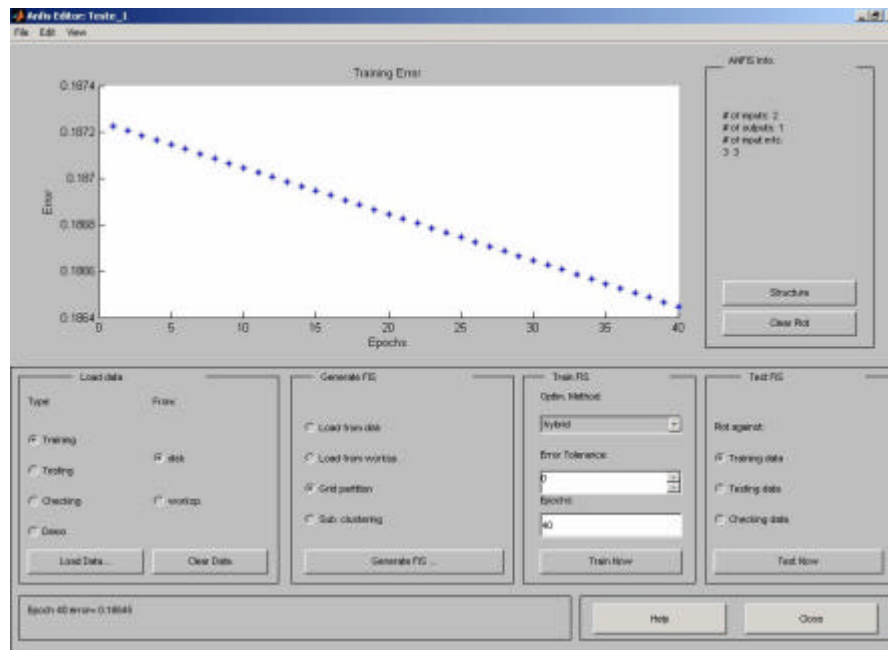 Anfis Editor: Teste_1
File Edit View
Training Error
0.1874
0.1872
0.187
0.1868
0.1866
0.1864
Error
0 5 10 15 20 25 30 35 40
Epochs
ANFIS Info.
# of inputs: 2
# of outputs: 1
# of input mfs:
3 3
Structure
Clear Plot
Load data
Type: From:
Training
Testing
Checking
Demo
disk
worksp.
Load Data... Clear Data
Generate FIS
Load from disk
Load from worksp.
Grid partition
Sub. clustering
Generate FIS ...
Train FIS
Optim. Method:
hybrid
Error Tolerance:
0
Epochs:
40
Train Now
Test FIS
Plot against:
Training data
Testing data
Checking data
Test Now
Epoch 40:error= 0.18645
Help
Close